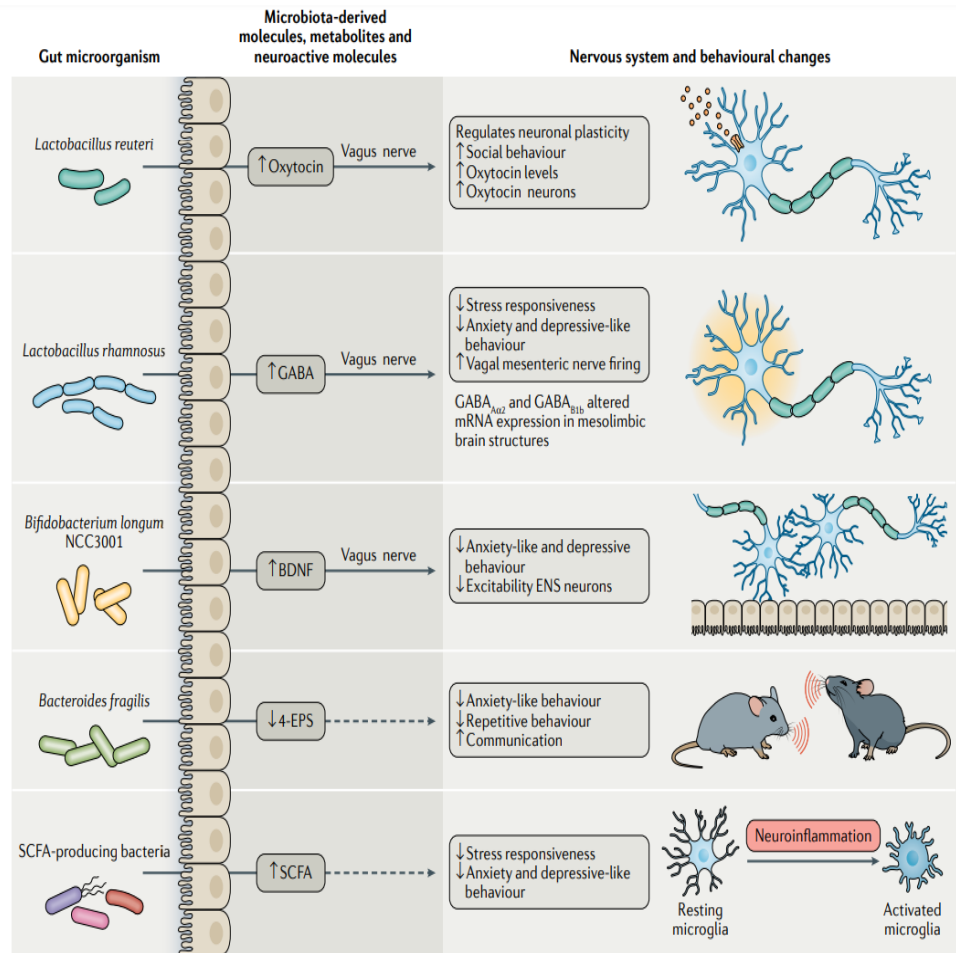 Gut microorganism
Microbiota-derived
molecules, metabolites and
neuroactive molecules
Nervous system and behavioural changes
Lactobacillus reuteri
↑Oxytocin
Vagus nerve
Regulates neuronal plasticity
↑Social behaviour
↑Oxytocin levels
↑Oxytocin neurons
Lactobacillus rhamnosus
↑GABA
Vagus nerve
↓Stress responsiveness
↓Anxiety and depressive-like
behaviour
↑Vagal mesenteric nerve firing
GABAAα2 and GABAB1b altered
mRNA expression in mesolimbic
brain structures
Bifidobacterium longum
NCC3001
↑BDNF
Vagus nerve
↓Anxiety-like and depressive
behaviour
↓Excitability ENS neurons
Bacteroides fragilis
↓4-EPS
↓Anxiety-like behaviour
↓Repetitive behaviour
↑Communication
SCFA-producing bacteria
↑SCFA
↓Stress responsiveness
↓Anxiety and depressive-like
behaviour
Neuroinflammation
Resting
microglia
Activated
microglia